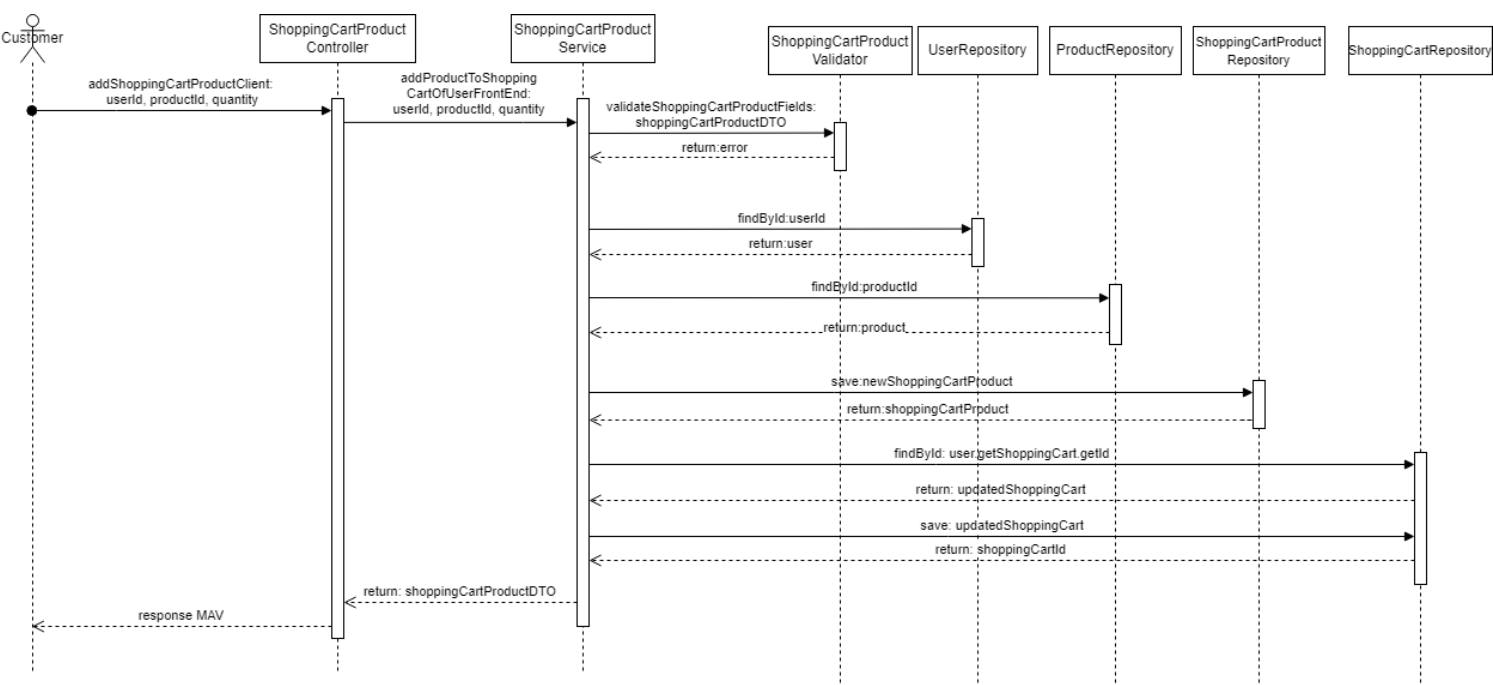 Customer
ShoppingCartProduct
Controller
ShoppingCartProduct
Service
ShoppingCartProduct
Validator
UserRepository
ProductRepository
ShoppingCartProduct
Repository
ShoppingCartRepository
addShoppingCartProductClient:
userId, productId, quantity
addProductToShopping
CartOfUserFrontEnd:
userId, productId, quantity
validateShoppingCartProductFields:
shoppingCartProductDTO
return:error
findById:userId
return:user
findById:productId
return:product
save:newShoppingCartProduct
return:shoppingCartProduct
findById: user.getShoppingCart.getId
return: updatedShoppingCart
save: updatedShoppingCart
return: shoppingCartId
return: shoppingCartProductDTO
response MAV